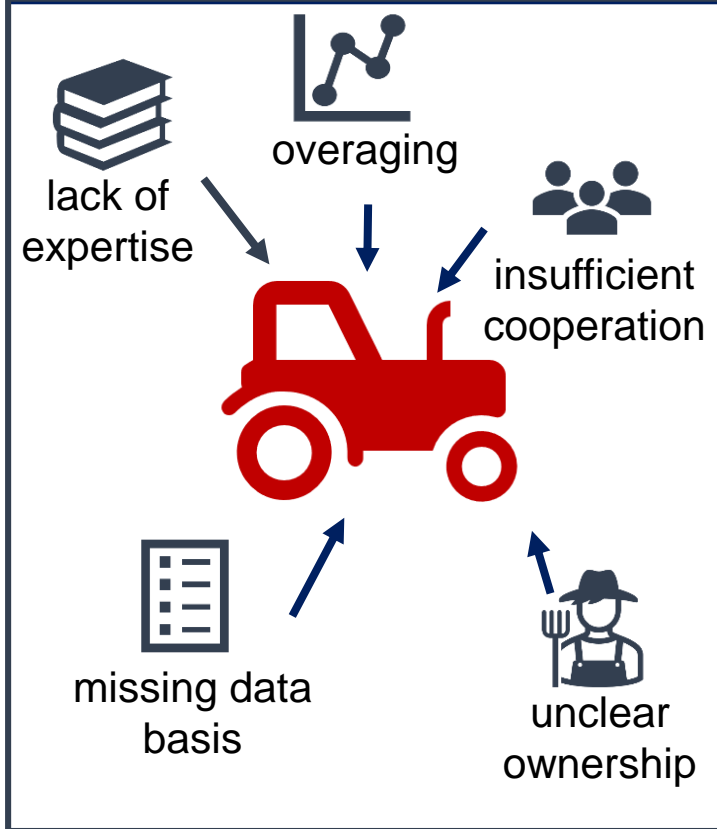 overaging
lack of
expertise
insufficient
cooperation
missing data
basis
unclear
ownership